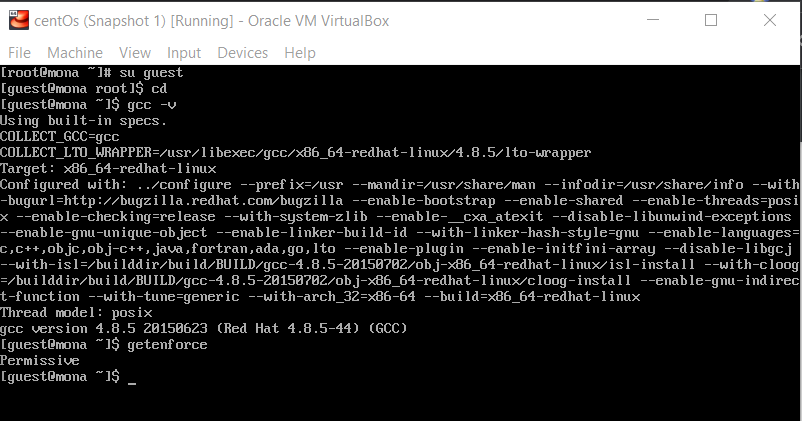 centOs (Snapshot 1) [Running] - Oracle VM VirtualBox
File Machine View Input Devices Help
[root@mona ~]# su guest
[guest@mona root]$ cd
[guest@mona ~]$ gcc -v
Using built-in specs.
COLLECT_GCC=gcc
COLLECT_LTO_WRAPPER=/usr/libexec/gcc/x86_64-redhat-linux/4.8.5/lto-wrapper
Target: x86_64-redhat-linux
Configured with: ../configure --prefix=/usr --mandir=/usr/share/man --infodir=/usr/share/info --with
-bugurl=http://bugzilla.redhat.com/bugzilla --enable-bootstrap --enable-shared --enable-threads=posi
x --enable-checking=release --with-system-zlib --enable-__cxa_atexit --disable-libunwind-exceptions
--enable-gnu-unique-object --enable-linker-build-id --with-linker-hash-style=gnu --enable-languages=
c,c++,objc,obj-c++,java,fortran,ada,go,lto --enable-plugin --enable-initfini-array --disable-libgcj
--with-isl=/builddir/build/BUILD/gcc-4.8.5-20150702/obj-x86_64-redhat-linux/isl-install --with-cloog
=/builddir/build/BUILD/gcc-4.8.5-20150702/obj-x86_64-redhat-linux/cloog-install --enable-gnu-indirec
t-function --with-tune=generic --with-arch_32=x86-64 --build=x86_64-redhat-linux
Thread model: posix
gcc version 4.8.5 20150623 (Red Hat 4.8.5-44) (GCC)
[guest@mona ~]$ getenforce
Permissive
[guest@mona ~]$ _